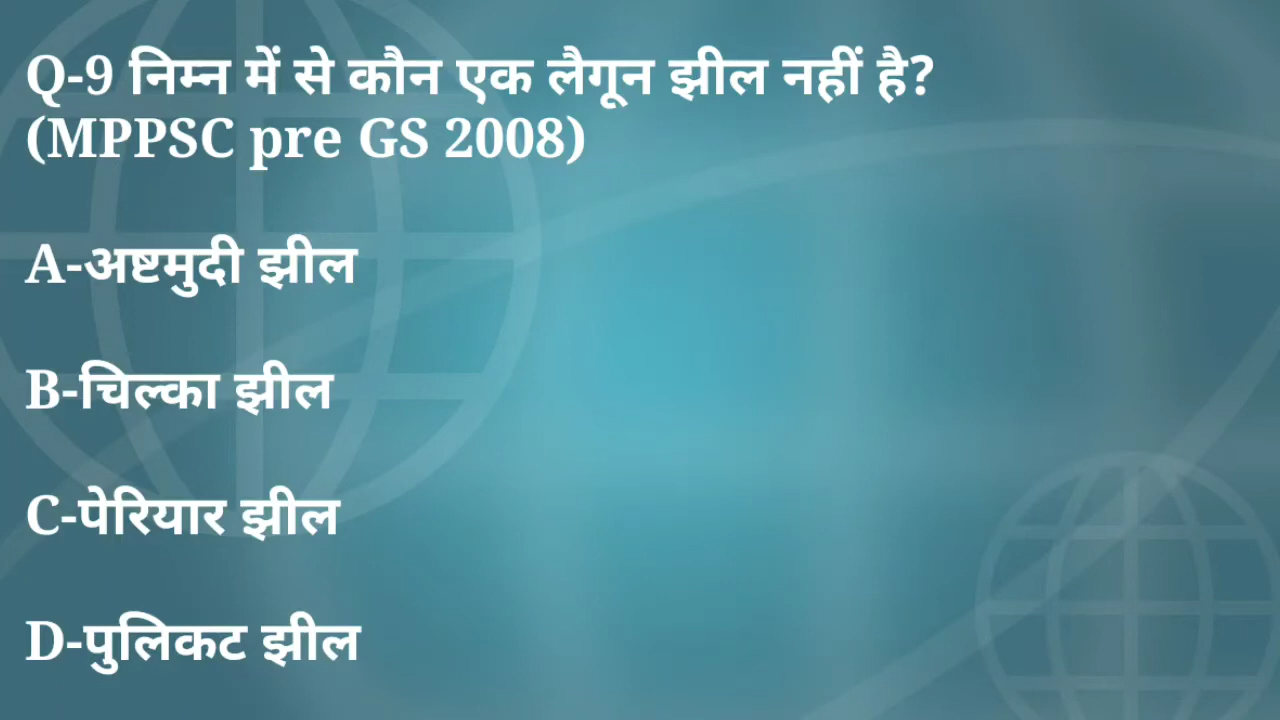 Q-9 निम्न में से कौन एक लैगून झील नहीं है?
(MPPSC pre GS 2008)
A-अष्टमुदी झील
B-चिल्का झील
C-पेरियार झील
D-पुलिकट झील